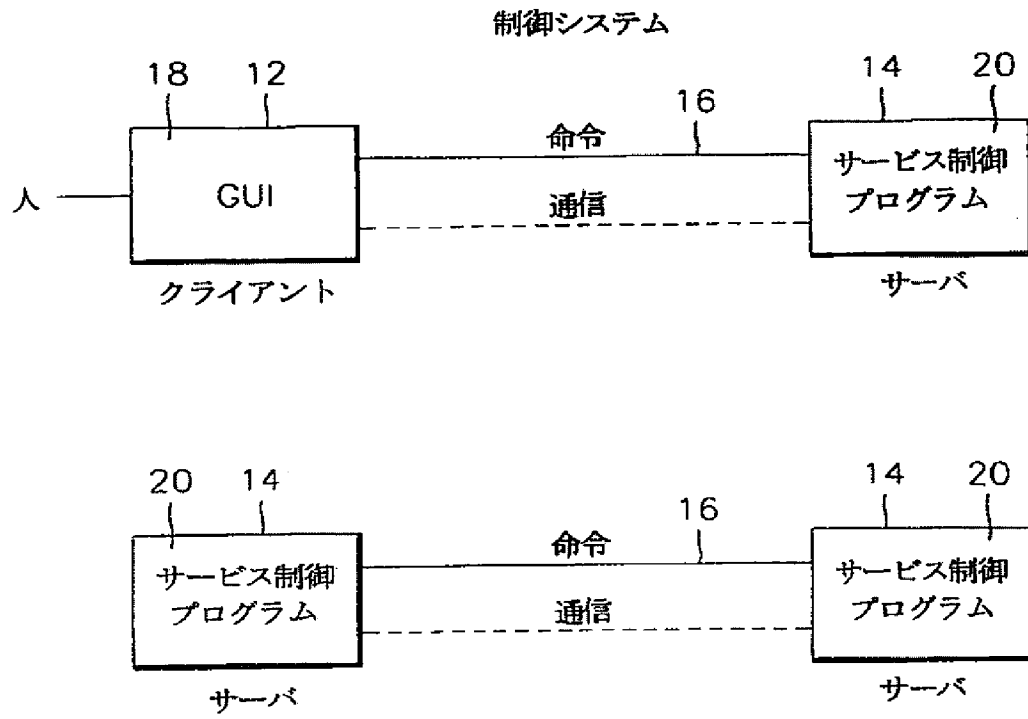 制御システム
18 12
14 20
16
命令
人
GUI
サービス制御
プログラム
通信
クライアント
サーバ
20 14
14 20
16
命令
サービス制御
プログラム
サービス制御
プログラム
通信
サーバ
サーバ